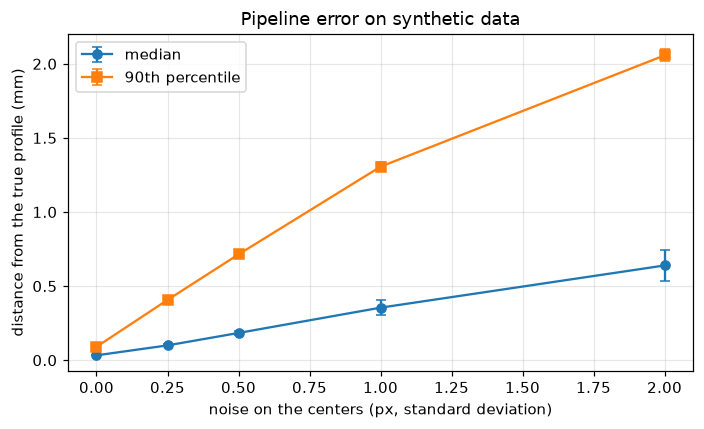 Pipeline error on synthetic data
median
90th percentile
distance from the true profile (mm)
2.0
1.5
1.0
0.5
0.0
0.00 0.25 0.50 0.75 1.00 1.25 1.50 1.75 2.00
noise on the centers (px, standard deviation)